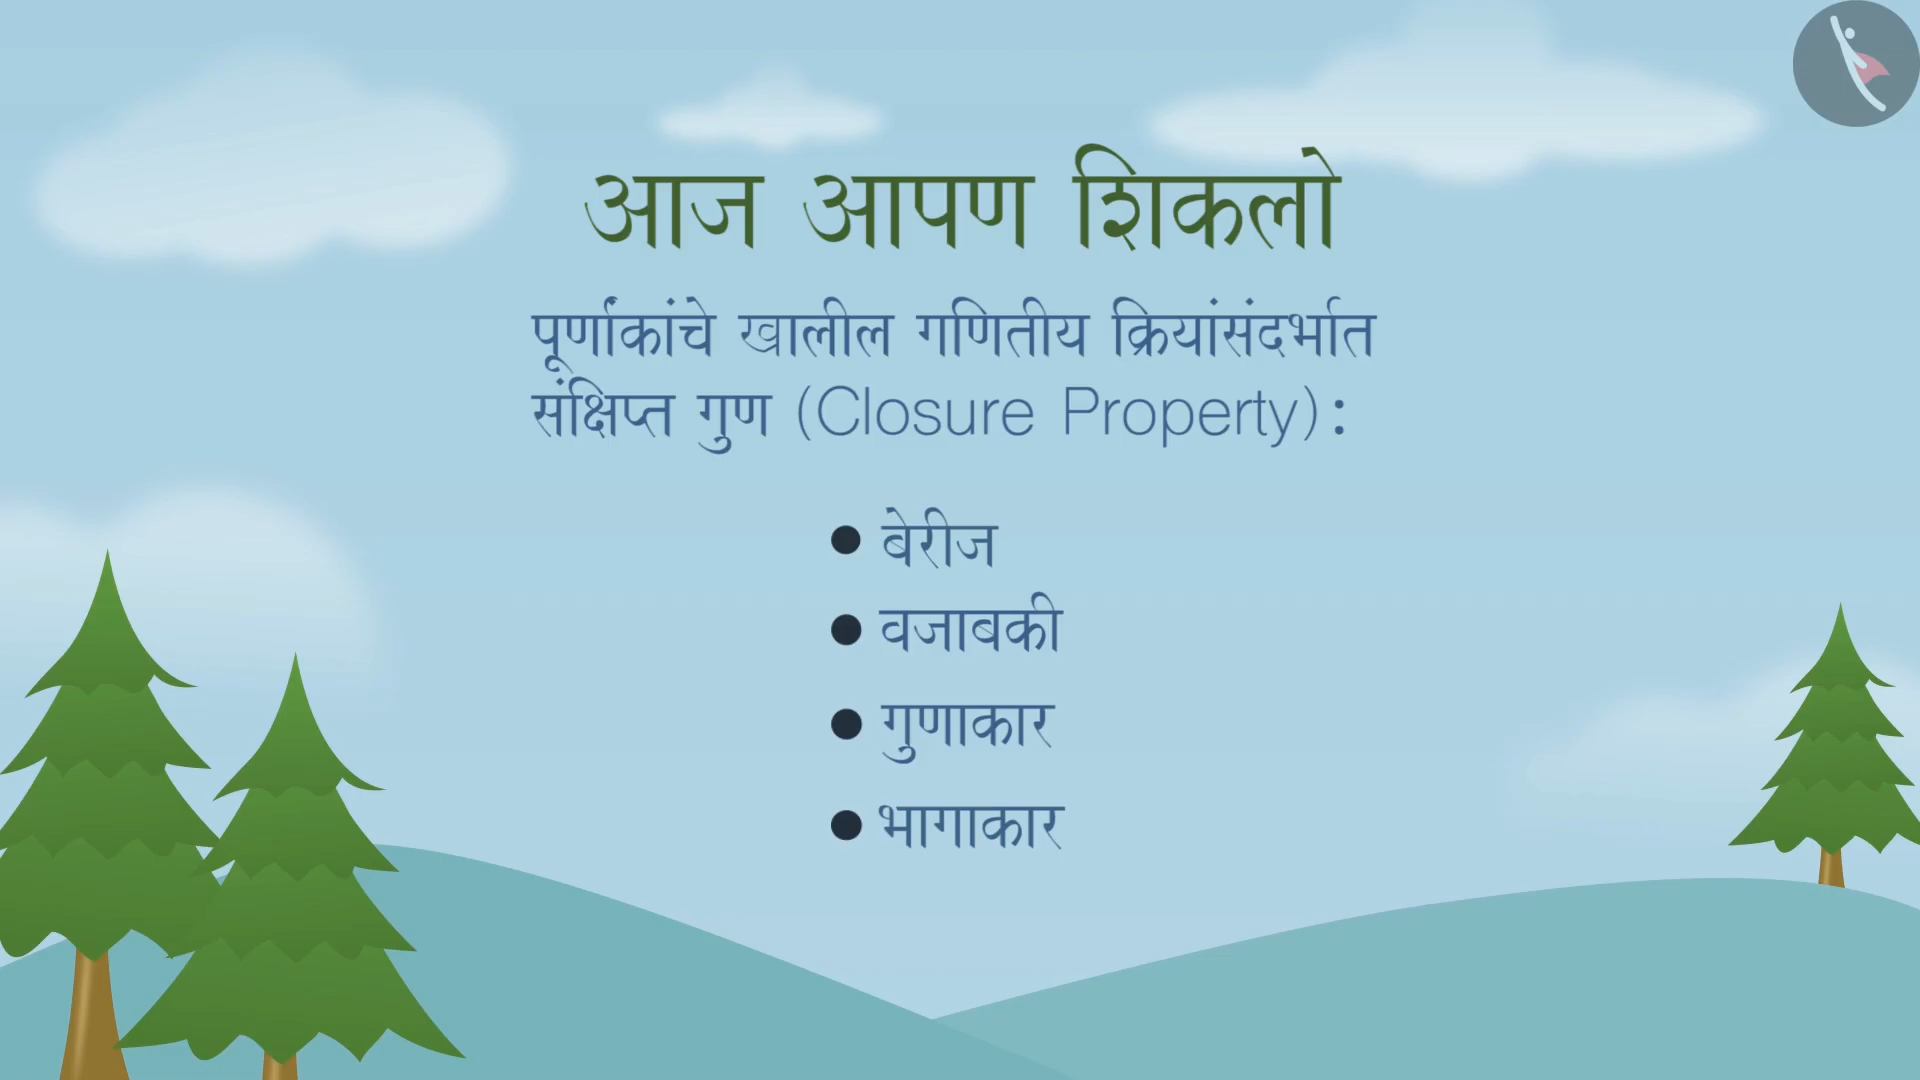 आज आपण शिकलो
पूर्णांकांचे खालील गणितीय क्रियांसंदर्भात
संक्षिप्त गुण (Closure Property):
• बेरीज
• वजाबकी
• गुणाकार
• भागाकार